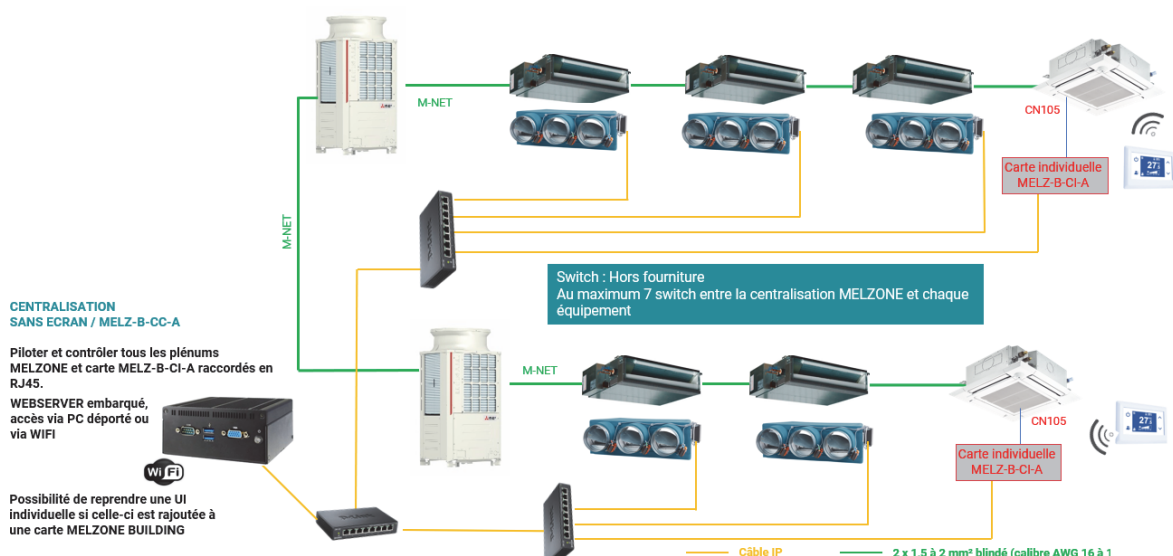 M-NET
CN105
27
Carte individuelle
MELZ-B-CI-A
M-NET
Switch : Hors fourniture
Au maximum 7 switch entre la centralisation MELZONE et chaque
équipement
CENTRALISATION
SANS ECRAN / MELZ-B-CC-A
Piloter et contrôler tous les plénums
MELZONE et carte MELZ-B-CI-A raccordés en
RJ45.
WEBSERVER embarqué,
accès via PC déporté ou
via WIFI
Wi Fi
Possibilité de reprendre une UI
individuelle si celle-ci est rajoutée à
une carte MELZONE BUILDING
M-NET
CN105
27
Carte individuelle
MELZ-B-CI-A
Câble IP
2 x 1.5 à 2 mm² blindé (calibre AWG 16 à 1